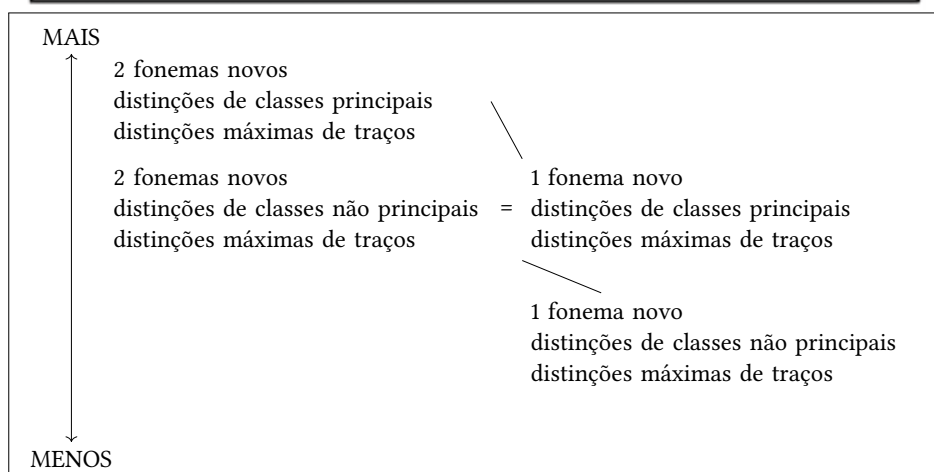 MAIS
2 fonemas novos
distinções de classes principais
distinções máximas de traços
2 fonemas novos
distinções de classes não principais
distinções máximas de traços
=
1 fonema novo
distinções de classes principais
distinções máximas de traços
1 fonema novo
distinções de classes não principais
distinções máximas de traços
MENOS